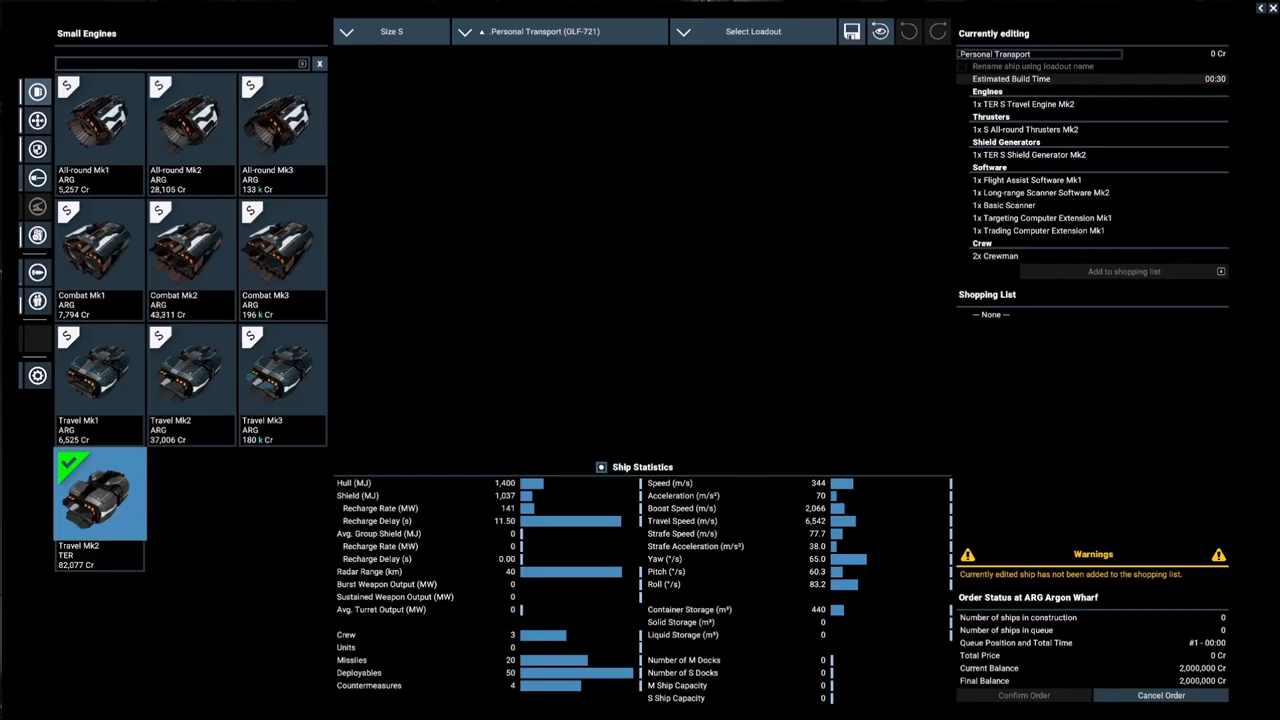 Small Engines
Size S
Personal Transport (OLF-721)
Select Loadout
x
S
S
S
All-round Mk1
ARG
5,257 Cr
All-round Mk2
ARG
28,105 Cr
All-round Mk3
ARG
133 k Cr
S
S
S
Combat Mk1
ARG
7,794 Cr
Combat Mk2
ARG
43,311 Cr
Combat Mk3
ARG
196 k Cr
S
S
S
Travel Mk1
ARG
6,525 Cr
Travel Mk2
ARG
37,006 Cr
Travel Mk3
ARG
180 k Cr
Travel Mk2
TER
82,077 Cr
Ship Statistics
Hull (MJ) 1,400
Shield (MJ) 1,037
Recharge Rate (MW) 141
Recharge Delay (s) 11.50
Avg. Group Shield (MJ) 0
Recharge Rate (MW) 0
Recharge Delay (s) 0.00
Radar Range (km) 40
Burst Weapon Output (MW) 0
Sustained Weapon Output (MW) 0
Avg. Turret Output (MW) 0
Crew 3
Units 0
Missiles 20
Deployables 50
Countermeasures 4
Speed (m/s) 344
Acceleration (m/s²) 70
Boost Speed (m/s) 2,066
Travel Speed (m/s) 6,542
Strafe Speed (m/s) 77.7
Strafe Acceleration (m/s²) 38.0
Yaw (°/s) 65.0
Pitch (°/s) 60.3
Roll (°/s) 83.2
Container Storage (m³) 440
Solid Storage (m³) 0
Liquid Storage (m³) 0
Number of M Docks 0
Number of S Docks 0
M Ship Capacity 0
S Ship Capacity 0
Currently editing
Personal Transport 0 Cr
Rename ship using loadout name
Estimated Build Time 00:30
Engines
1x TER S Travel Engine Mk2
Thrusters
1x S All-round Thrusters Mk2
Shield Generators
1x TER S Shield Generator Mk2
Software
1x Flight Assist Software Mk1
1x Long-range Scanner Software Mk2
1x Basic Scanner
1x Targeting Computer Extension Mk1
1x Trading Computer Extension Mk1
Crew
2x Crewman
Add to shopping list
Shopping List
— None —
Warnings
Currently edited ship has not been added to the shopping list.
Order Status at ARG Argon Wharf
Number of ships in construction 0
Number of ships in queue 0
Queue Position and Total Time #1 - 00:00
Total Price 0 Cr
Current Balance 2,000,000 Cr
Final Balance 2,000,000 Cr
Confirm Order
Cancel Order